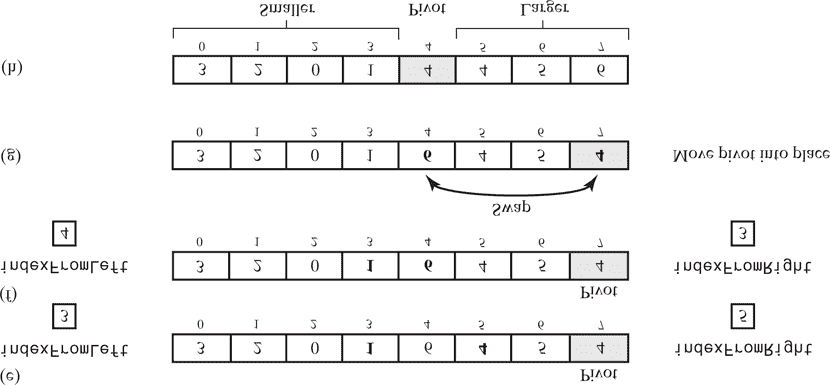 (e) Pivot
indexFromLeft 3 2 0 1 6 4 5 4 indexFromRight
3 0 1 2 3 4 5 6 7 5
(f) Pivot
indexFromLeft 3 2 0 1 6 4 5 4 indexFromRight
4 0 1 2 3 4 5 6 7 3
Swap
(g) 3 2 0 1 6 4 5 4 Move pivot into place
0 1 2 3 4 5 6 7
(h) 3 2 0 1 4 4 5 6
0 1 2 3 4 5 6 7
Smaller Pivot Larger